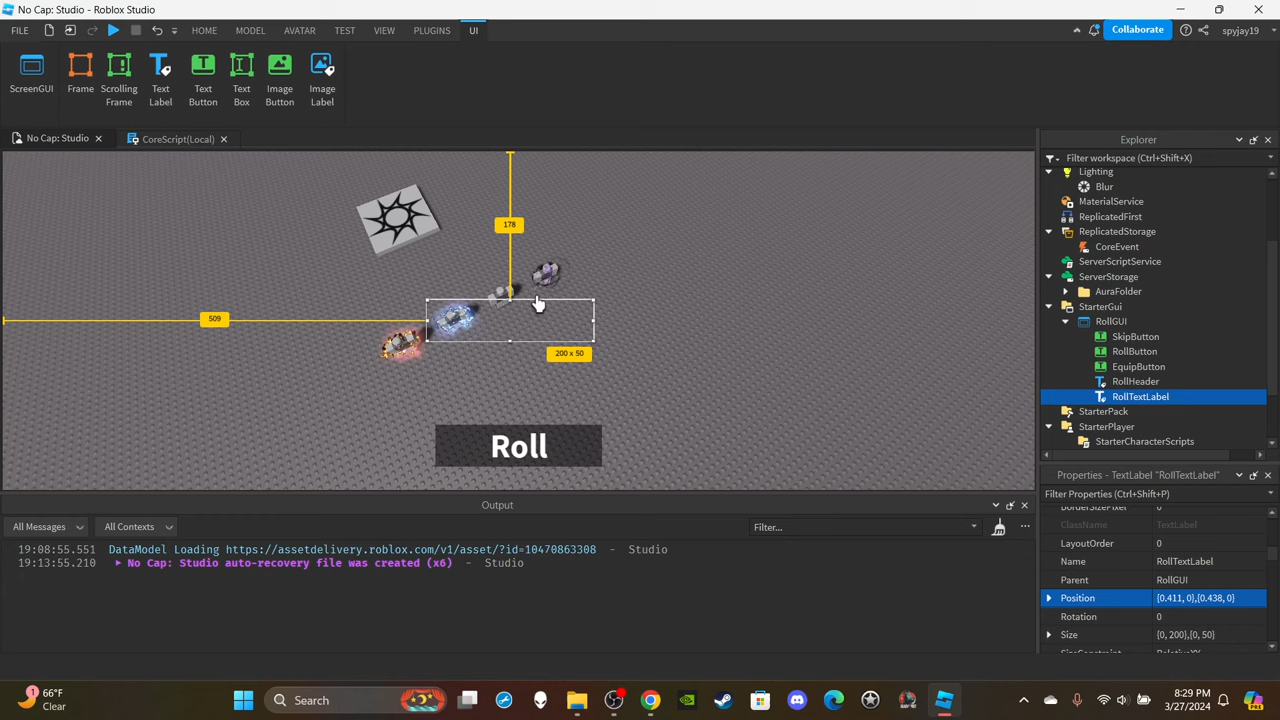 No Cap: Studio - Roblox Studio
FILE HOME MODEL AVATAR TEST VIEW PLUGINS UI Collaborate spyjay19
ScreenGUI Frame Scrolling Frame Text Label Text Button Text Box Image Button Image Label
No Cap: Studio CoreScript(Local)
Explorer
Filter workspace (Ctrl+Shift+X)
Lighting
Blur
MaterialService
ReplicatedFirst
ReplicatedStorage
CoreEvent
ServerScriptService
ServerStorage
AuraFolder
StarterGui
RollGUI
SkipButton
RollButton
EquipButton
RollHeader
RollTextLabel
StarterPack
StarterPlayer
StarterCharacterScripts
178
509
200 x 50
Roll
Properties - TextLabel "RollTextLabel"
Filter Properties (Ctrl+Shift+P)
BorderSizePixel 0
ClassName TextLabel
LayoutOrder 0
Name RollTextLabel
Parent RollGUI
Position {0.411, 0},{0.438, 0}
Rotation 0
Size {0, 200},{0, 50}
SizeConstraint RelativeXY
Output
All Messages All Contexts Filter...
19:08:55.551 DataModel Loading https://assetdelivery.roblox.com/v1/asset/?id=10470863308 - Studio
19:13:55.210 No Cap: Studio auto-recovery file was created (x6) - Studio
1 66°F
Clear
Search
8:29 PM
3/27/2024